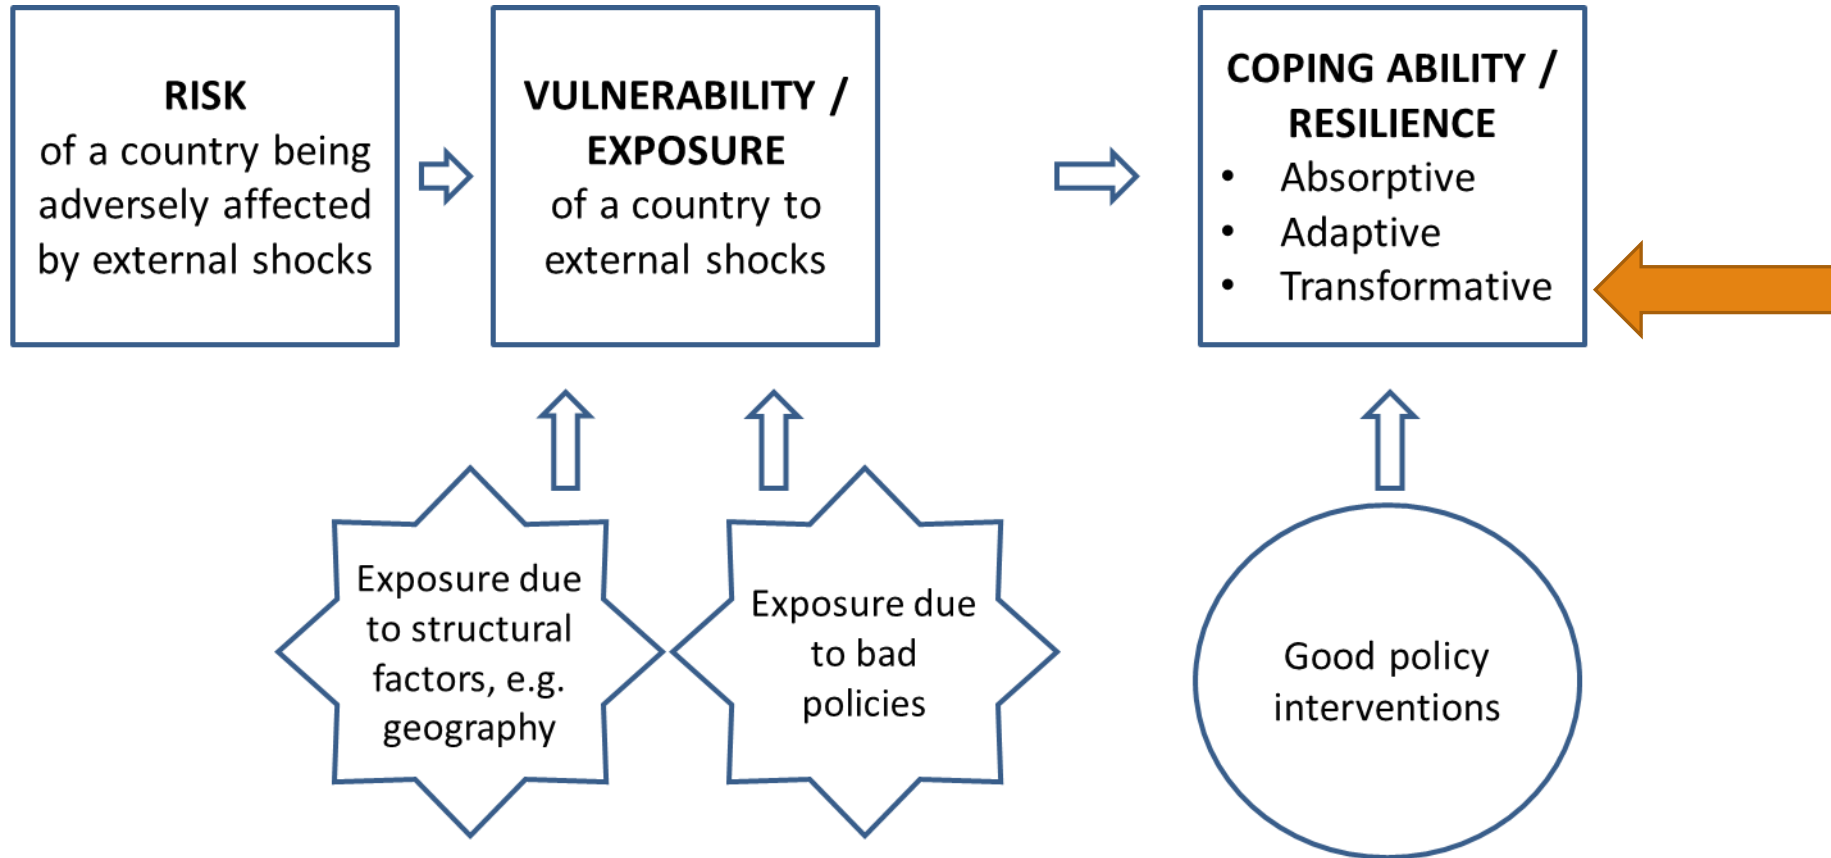 RISK
of a country being
adversely affected
by external shocks
VULNERABILITY /
EXPOSURE
of a country to
external shocks
COPING ABILITY /
RESILIENCE
• Absorptive
• Adaptive
• Transformative
Exposure due
to structural
factors, e.g.
geography
Exposure due
to bad
policies
Good policy
interventions